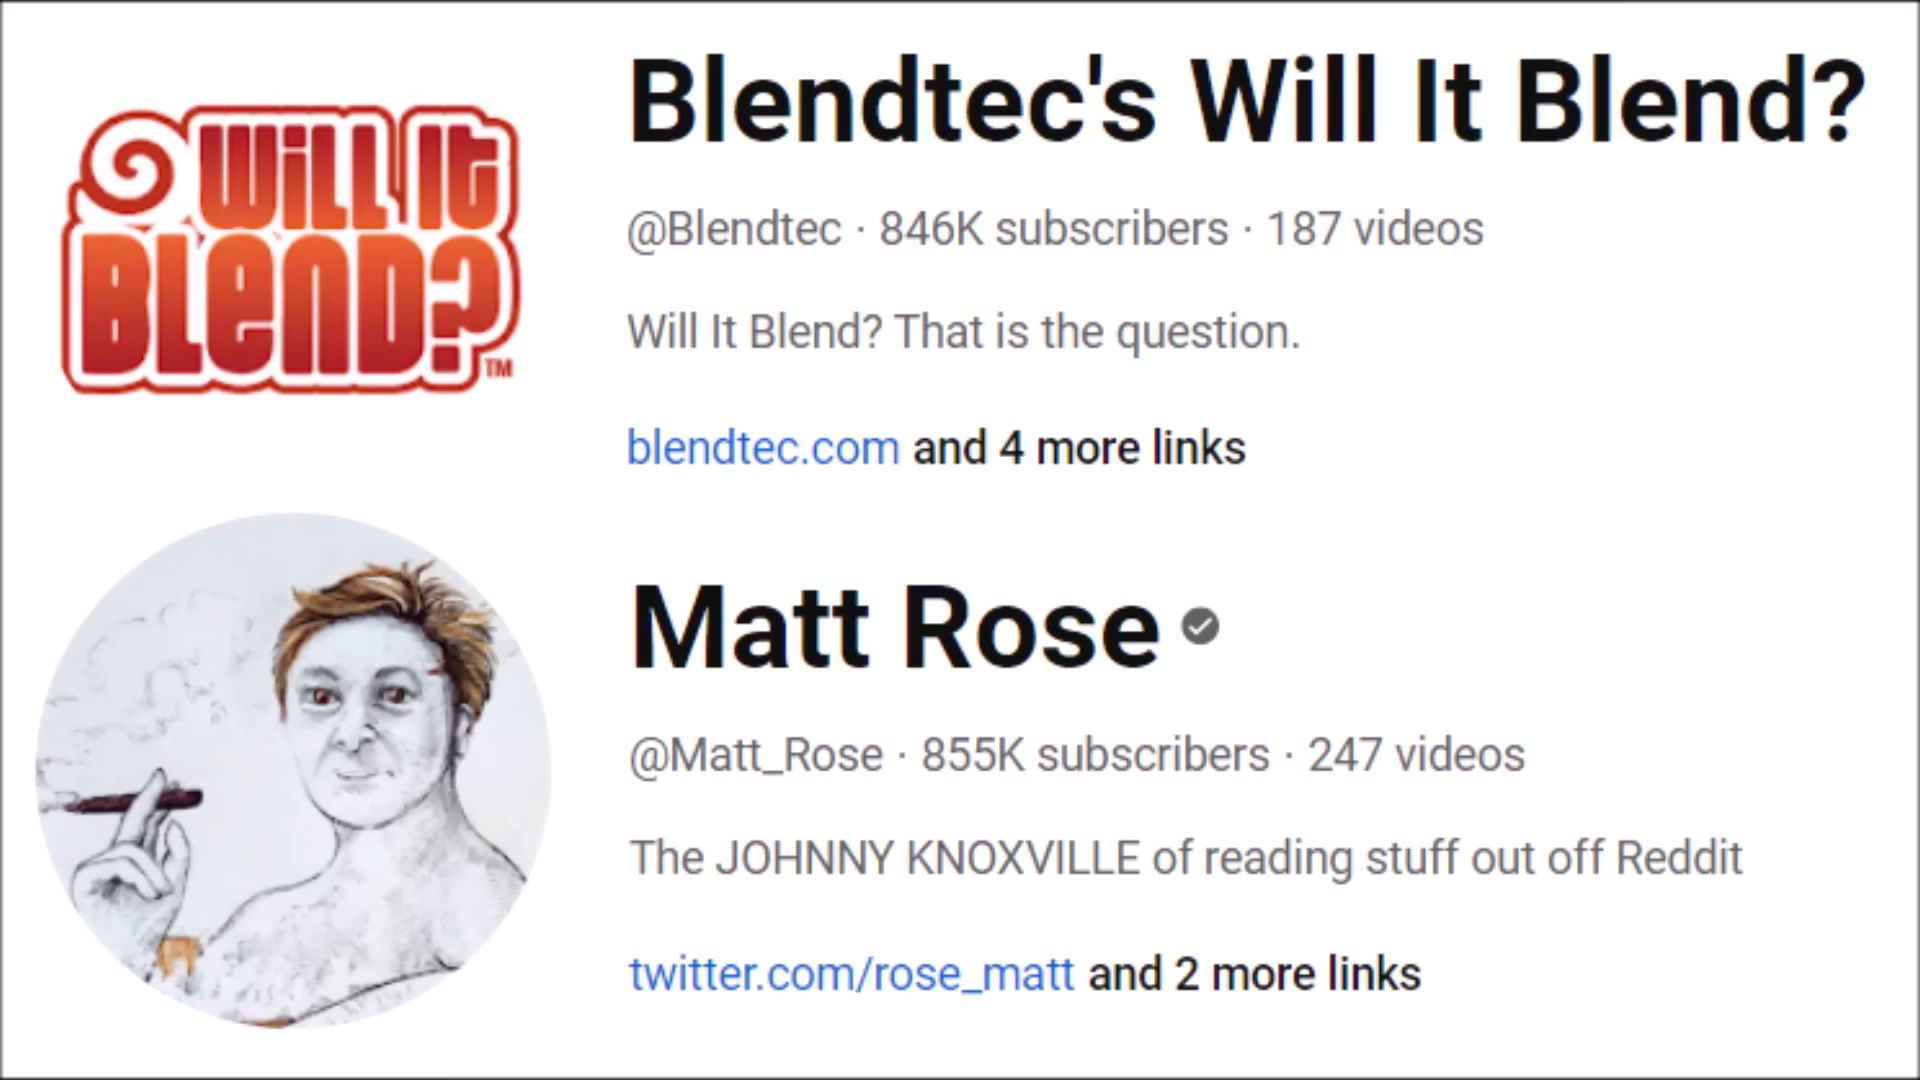 WiLL It
BLenD?
TM
Blendtec's Will It Blend?
@Blendtec · 846K subscribers · 187 videos
Will It Blend? That is the question.
blendtec.com and 4 more links
Matt Rose
@Matt_Rose · 855K subscribers · 247 videos
The JOHNNY KNOXVILLE of reading stuff out off Reddit
twitter.com/rose_matt and 2 more links